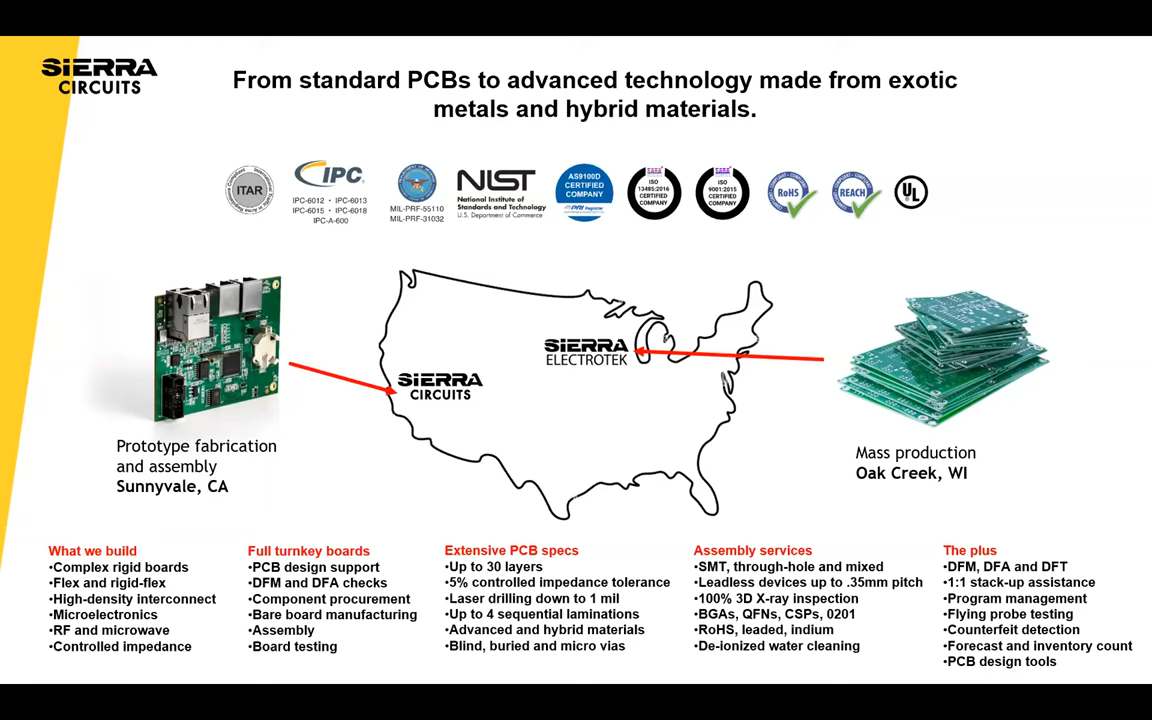 SIERRA
CIRCUITS
From standard PCBs to advanced technology made from exotic
metals and hybrid materials.
ITAR
IPC
IPC-6012 • IPC-6013
IPC-6015 • IPC-6018
IPC-A-600
MIL-PRF-55110
MIL-PRF-31032
NIST
National Institute of
Standards and Technology
U.S. Department of Commerce
AS9100D
CERTIFIED
COMPANY
PRI Registrar
SARA
ISO
13485:2016
CERTIFIED
COMPANY
SARA
ISO
9001:2015
CERTIFIED
COMPANY
RoHS
REACH
UL
SIERRA
ELECTROTEK
SIERRA
CIRCUITS
Prototype fabrication
and assembly
Sunnyvale, CA
Mass production
Oak Creek, WI
What we build
•Complex rigid boards
•Flex and rigid-flex
•High-density interconnect
•Microelectronics
•RF and microwave
•Controlled impedance
Full turnkey boards
•PCB design support
•DFM and DFA checks
•Component procurement
•Bare board manufacturing
•Assembly
•Board testing
Extensive PCB specs
•Up to 30 layers
•5% controlled impedance tolerance
•Laser drilling down to 1 mil
•Up to 4 sequential laminations
•Advanced and hybrid materials
•Blind, buried and micro vias
Assembly services
•SMT, through-hole and mixed
•Leadless devices up to .35mm pitch
•100% 3D X-ray inspection
•BGAs, QFNs, CSPs, 0201
•RoHS, leaded, indium
•De-ionized water cleaning
The plus
•DFM, DFA and DFT
•1:1 stack-up assistance
•Program management
•Flying probe testing
•Counterfeit detection
•Forecast and inventory count
•PCB design tools